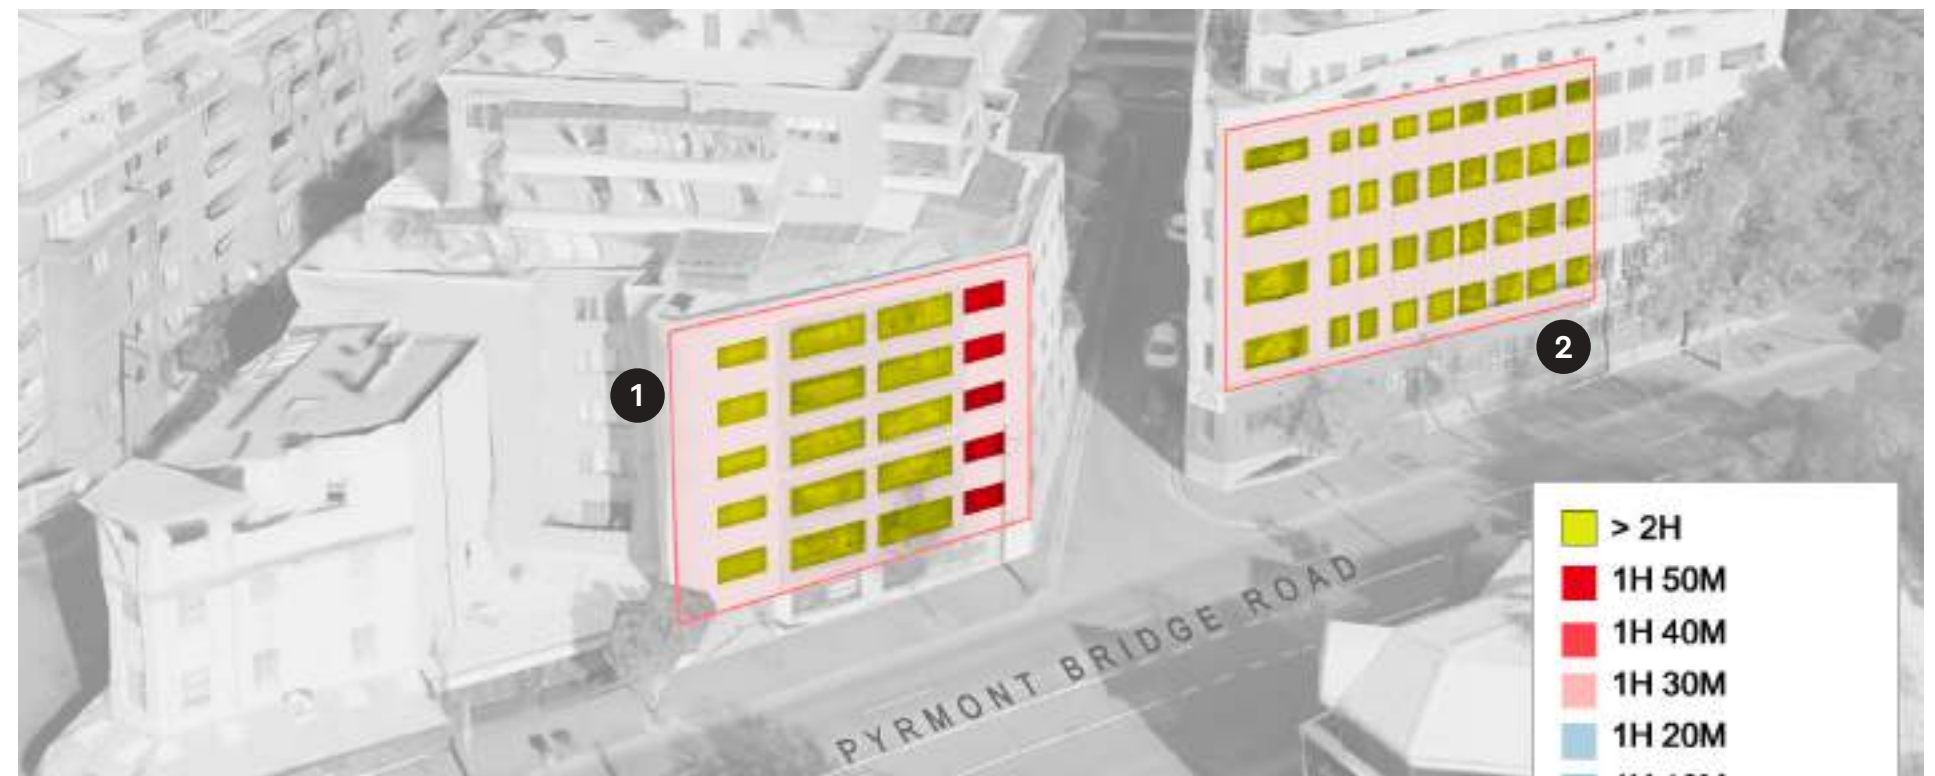 1
2
PYRMONT BRIDGE ROAD
> 2H
1H 50M
1H 40M
1H 30M
1H 20M